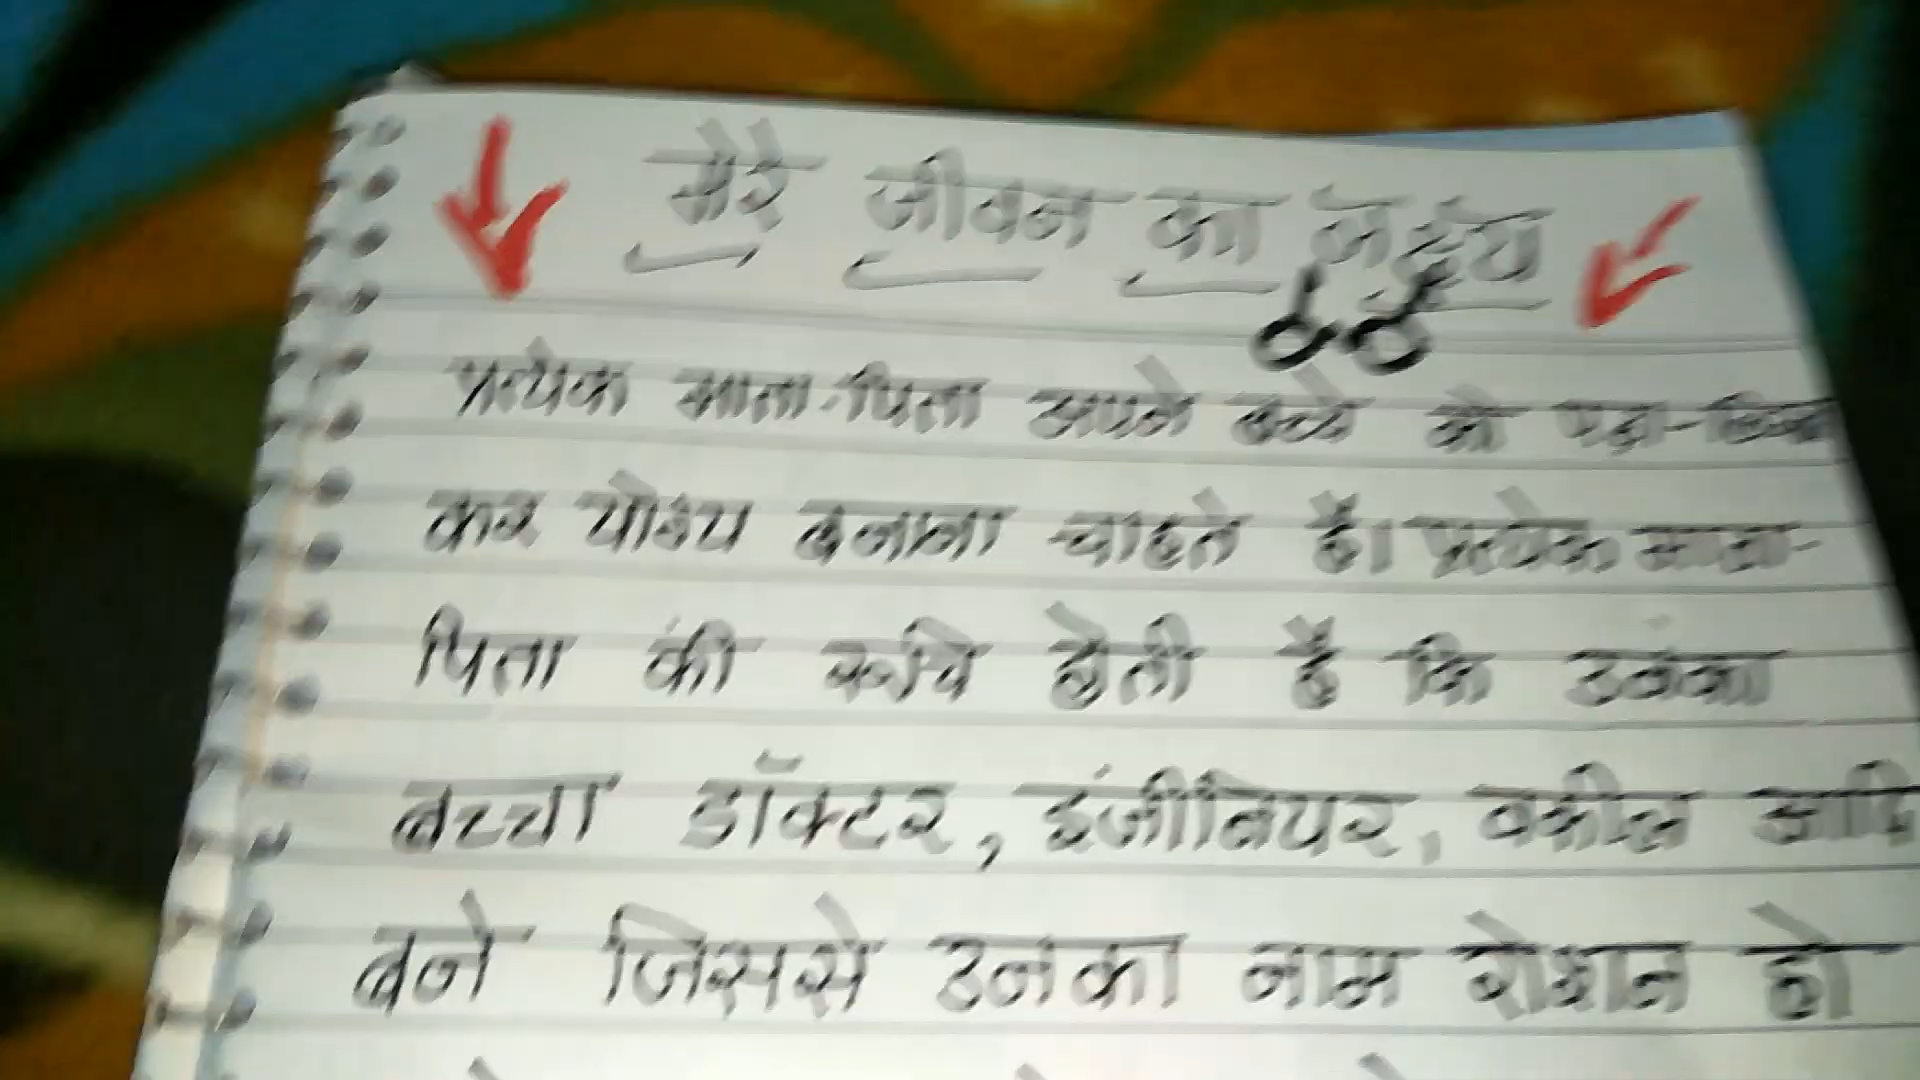 मेरे जीवन का लक्ष्य
प्रत्येक माता-पिता अपने बच्चे को पढ़ा-लिखा
कर योग्य बनाना चाहते हैं। प्रत्येक माता-
पिता की रूचि होती है कि उनका
बच्चा डॉक्टर, इंजीनियर, वकील आदि
बने जिससे उनका नाम रोशन हो